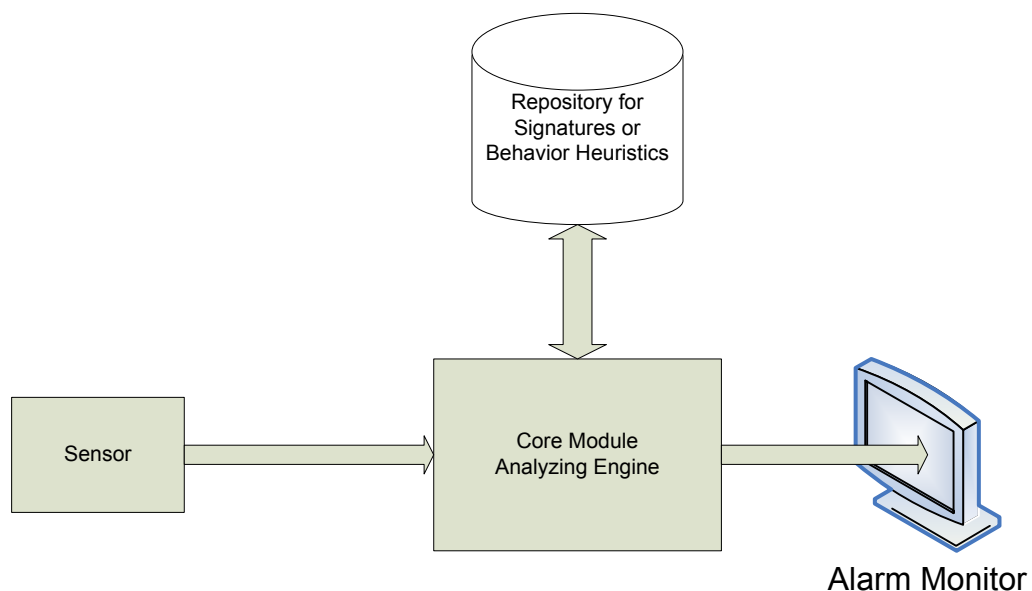 Repository for
Signatures or
Behavior Heuristics
Sensor
Core Module
Analyzing Engine
Alarm Monitor